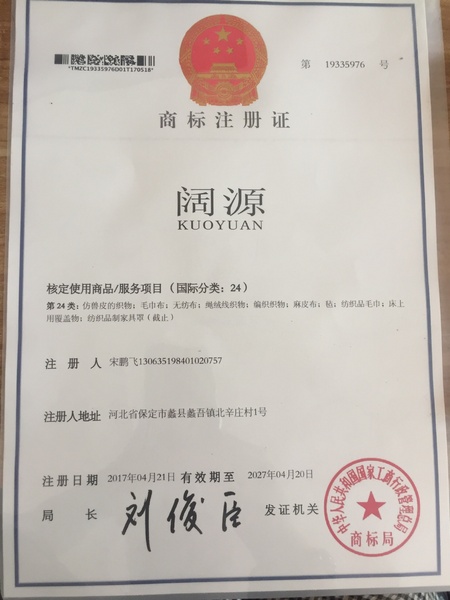 *TMZC19335976D01T170518*
第 19335976 号
商标注册证
阔源
KUOYUAN
核定使用商品/服务项目（国际分类：24）
第 24 类：仿兽皮的织物；毛巾布；无纺布；绳绒线织物；编织织物；麻皮布；毡；纺织品毛巾；床上
用覆盖物；纺织品制家具罩（截止）
注 册 人 宋鹏飞130635198401020757
注册人地址 河北省保定市蠡县蠡吾镇北辛庄村1号
注册日期 2017年04月21日 有效期至 2027年04月20日
局 长 刘俊臣 发证机关
中华人民共和国国家工商行政管理总局
商标局